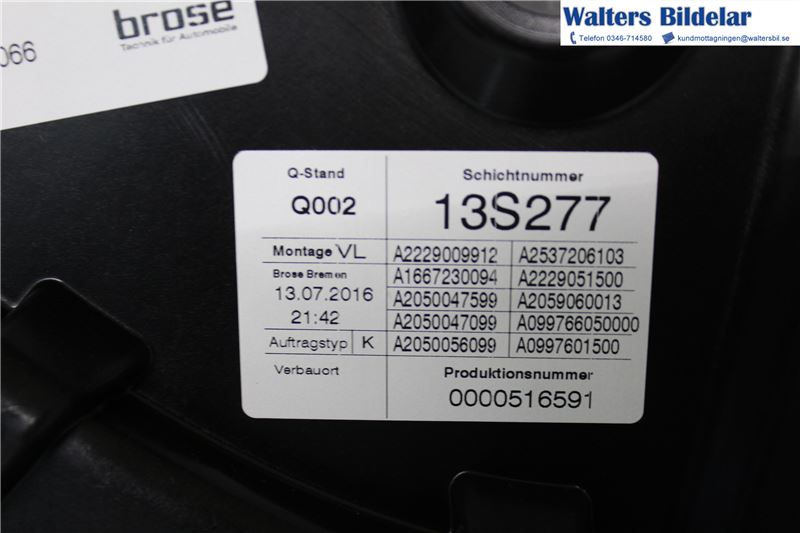 brose
Technik für Automobile
066
Walters Bildelar
Telefon 0346-714580 kundmottagningen@waltersbil.se
Q-Stand Schichtnummer
Q002 13S277
Montage VL A2229009912 A2537206103
Brose Bremen A1667230094 A2229051500
13.07.2016 A2050047599 A2059060013
21:42 A2050047099 A099766050000
Auftragstyp K A2050056099 A0997601500
Verbauort Produktionsnummer
0000516591